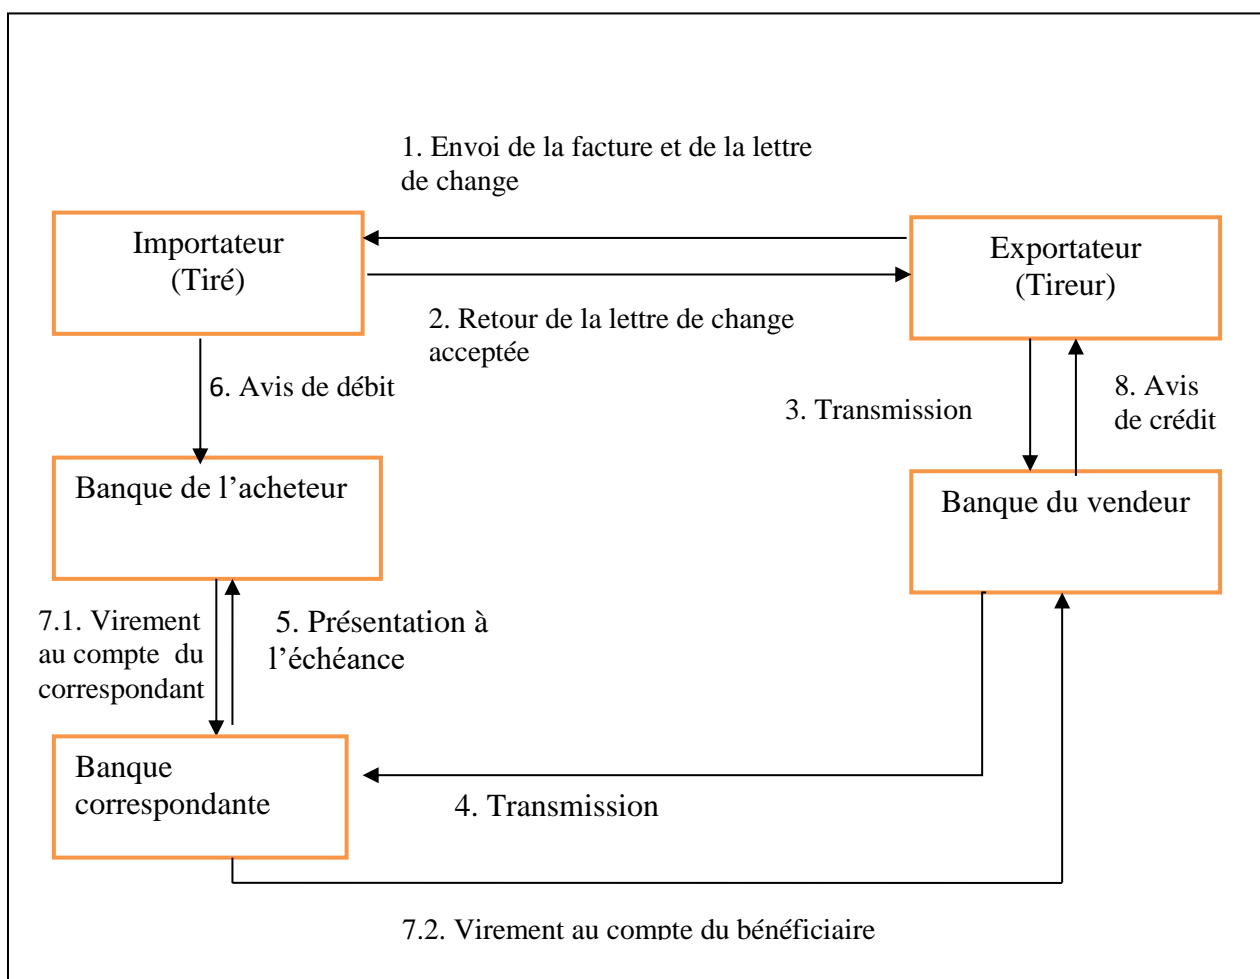 1. Envoi de la facture et de la lettre
de change
Importateur
(Tiré)
Exportateur
(Tireur)
2. Retour de la lettre de change
acceptée
6. Avis de débit
3. Transmission
8. Avis
de crédit
Banque de l’acheteur
Banque du vendeur
7.1. Virement
au compte du
correspondant
5. Présentation à
l’échéance
Banque
correspondante
4. Transmission
7.2. Virement au compte du bénéficiaire